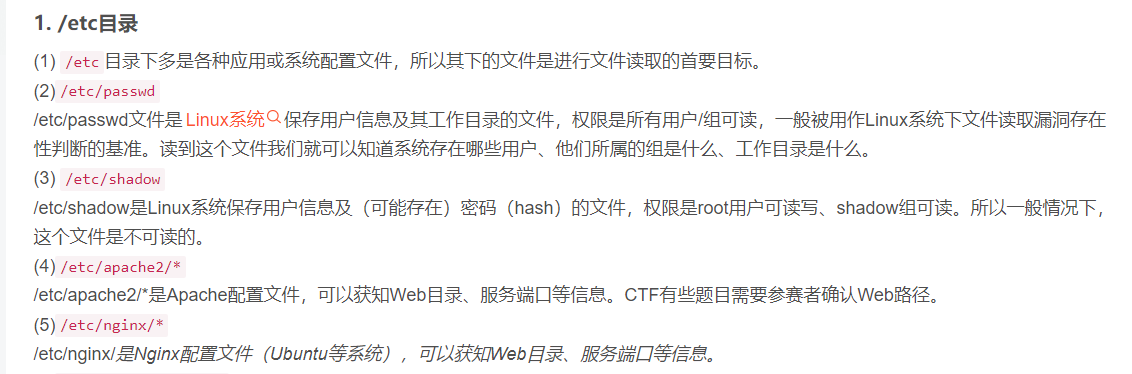 1. /etc目录
(1) /etc目录下多是各种应用或系统配置文件，所以其下的文件是进行文件读取的首要目标。
(2) /etc/passwd
/etc/passwd文件是Linux系统保存用户信息及其工作目录的文件，权限是所有用户/组可读，一般被用作Linux系统下文件读取漏洞存在
性判断的基准。读到这个文件我们就可以知道系统存在哪些用户、他们所属的组是什么、工作目录是什么。
(3) /etc/shadow
/etc/shadow是Linux系统保存用户信息及（可能存在）密码（hash）的文件，权限是root用户可读写、shadow组可读。所以一般情况下，
这个文件是不可读的。
(4) /etc/apache2/*
/etc/apache2/*是Apache配置文件，可以获知Web目录、服务端口等信息。CTF有些题目需要参赛者确认Web路径。
(5) /etc/nginx/*
/etc/nginx/是Nginx配置文件（Ubuntu等系统），可以获知Web目录、服务端口等信息。